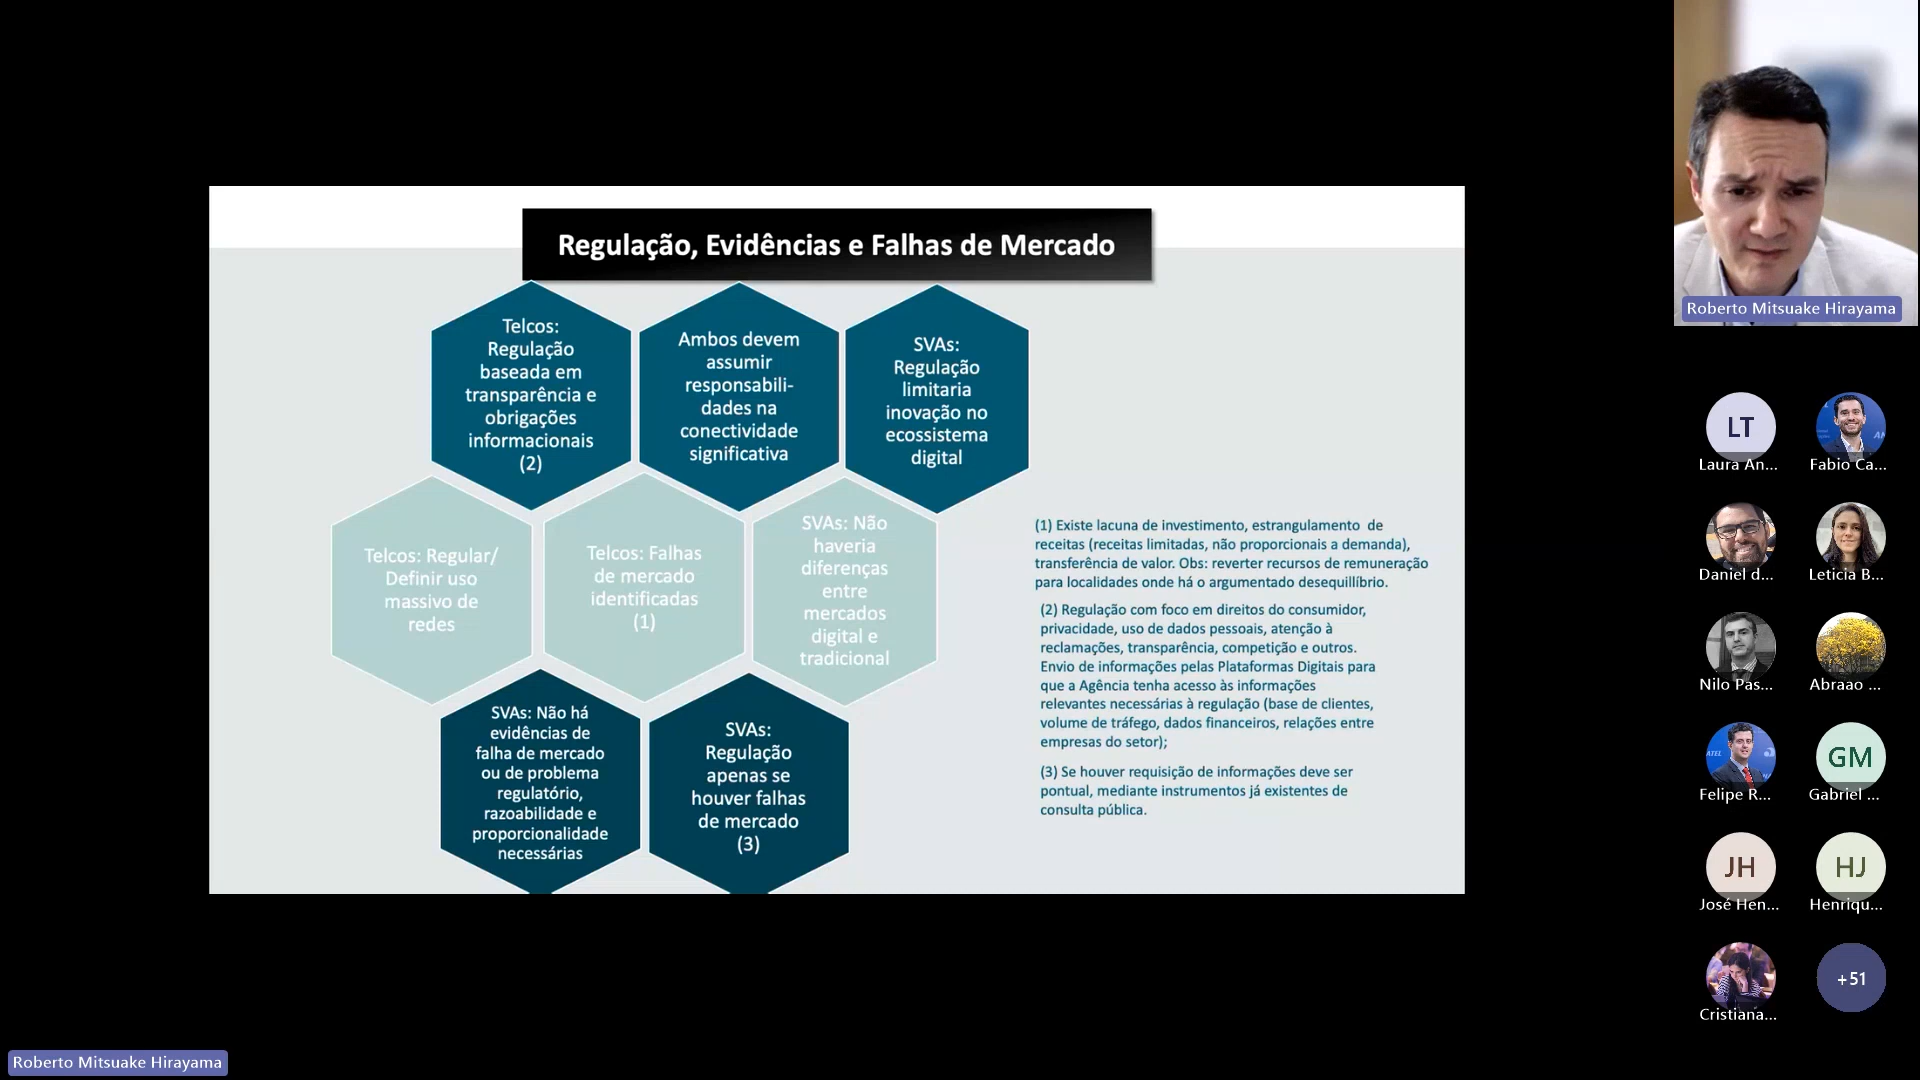 Regulação, Evidências e Falhas de Mercado
Telcos:
Regulação
baseada em
transparência e
obrigações
informacionais
(2)
Ambos devem
assumir
responsabili-
dades na
conectividade
significativa
SVAs:
Regulação
limitaria
inovação no
ecossistema
digital
Telcos: Regular/
Definir uso
massivo de
redes
Telcos: Falhas
de mercado
identificadas
(1)
SVAs: Não
haveria
diferenças
entre
mercados
digital e
tradicional
SVAs: Não há
evidências de
falha de mercado
ou de problema
regulatório,
razoabilidade e
proporcionalidade
necessárias
SVAs:
Regulação
apenas se
houver falhas
de mercado
(3)
(1) Existe lacuna de investimento, estrangulamento de
receitas (receitas limitadas, não proporcionais a demanda),
transferência de valor. Obs: reverter recursos de remuneração
para localidades onde há o argumentado desequillíbrio.
(2) Regulação com foco em direitos do consumidor,
privacidade, uso de dados pessoais, atenção à
reclamações, transparência, competição e outros.
Envio de informações pelas Plataformas Digitais para
que a Agência tenha acesso às informações
relevantes necessárias à regulação (base de clientes,
volume de tráfego, dados financeiros, relações entre
empresas do setor);
(3) Se houver requisição de informações deve ser
pontual, mediante instrumentos já existentes de
consulta pública.
Roberto Mitsuake Hirayama
LT
Laura An...
Fabio Ca...
Daniel d...
Leticia B...
Nilo Pas...
Abraao ...
Felipe R...
GM
Gabriel ...
JH
José Hen...
HJ
Henriqu...
Cristiana...
+51
Roberto Mitsuake Hirayama